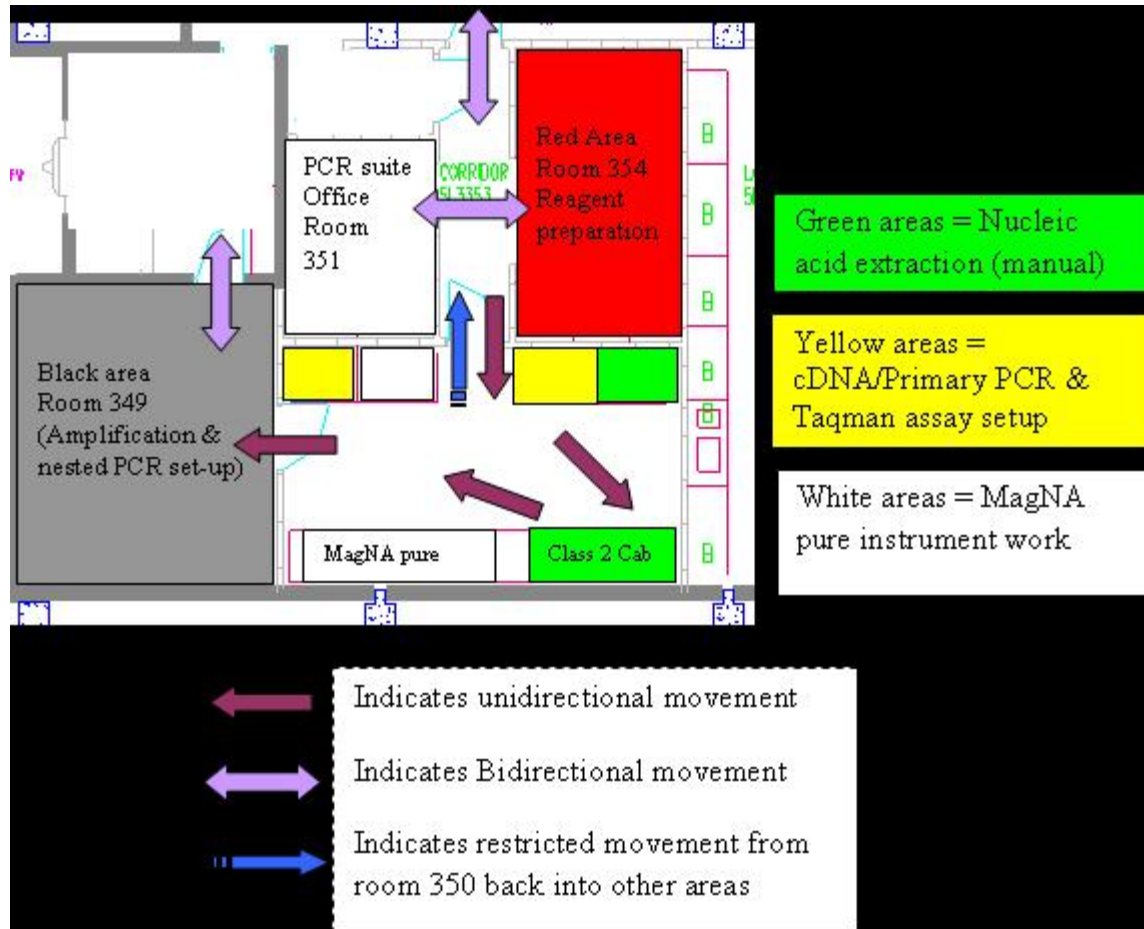 PCR suite
Office
Room
351
CORRIDOR
Red Area
Room 354
Reagent
preparation
Black area
Room 349
(Amplification &
nested PCR set-up)
MagNA pure
Class 2 Cab
Green areas = Nucleic
acid extraction (manual)
Yellow areas =
cDNA/Primary PCR &
Taqman assay setup
White areas = MagNA
pure instrument work
Indicates unidirectional movement
Indicates Bidirectional movement
Indicates restricted movement from
room 350 back into other areas